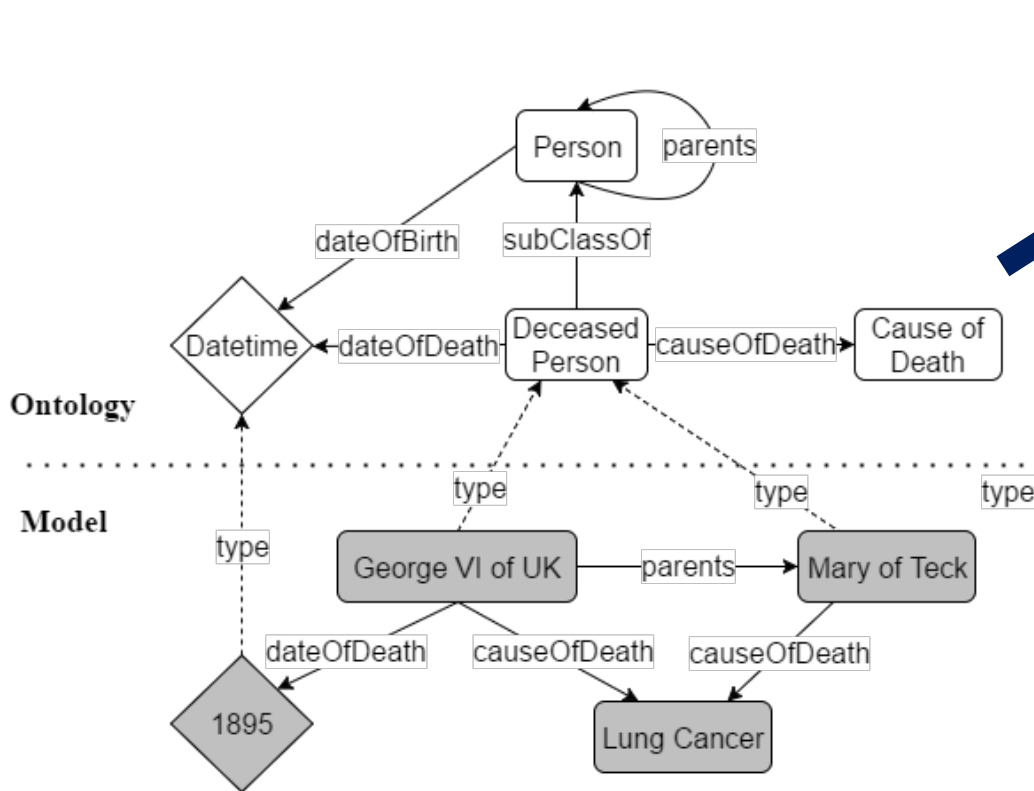 Person
parents
dateOfBirth
subClassOf
Datetime
dateOfDeath
Deceased
Person
causeOfDeath
Cause of
Death
Ontology
type
type
type
Model
type
George VI of UK
parents
Mary of Teck
dateOfDeath
causeOfDeath
causeOfDeath
1895
Lung Cancer